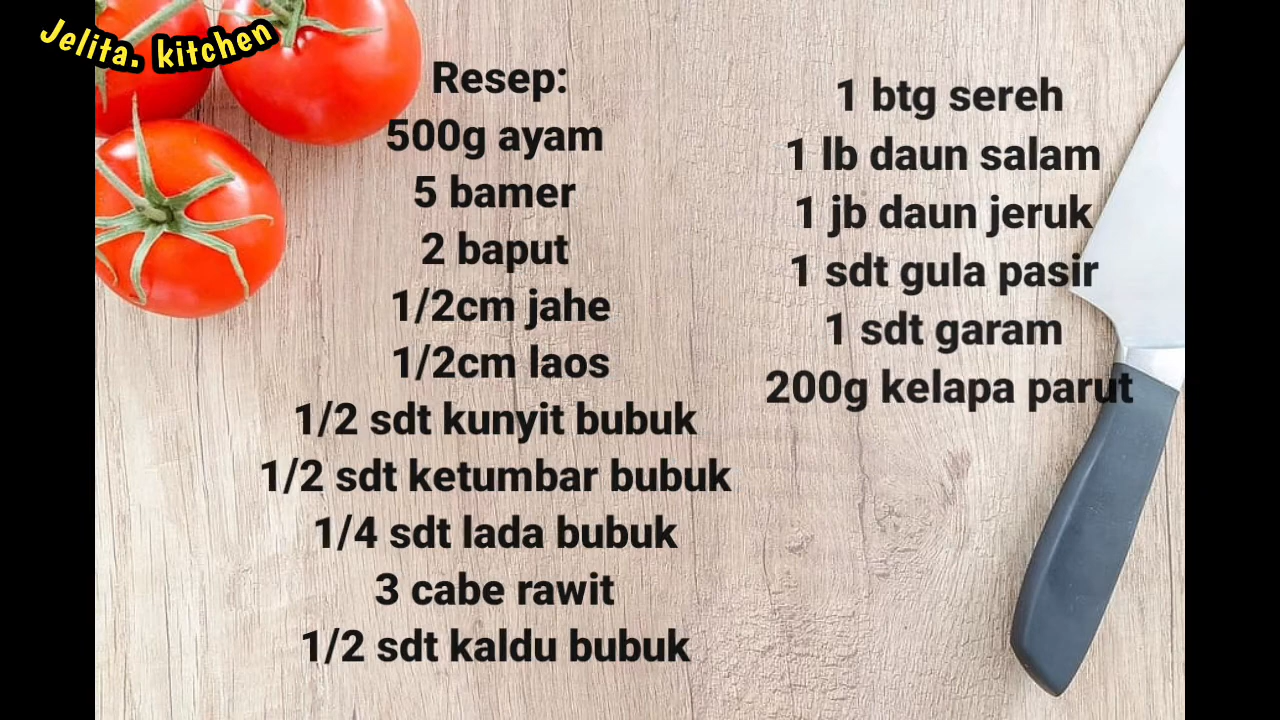 Jelita. kitchen
Resep:
500g ayam
5 bamer
2 baput
1/2cm jahe
1/2cm laos
1/2 sdt kunyit bubuk
1/2 sdt ketumbar bubuk
1/4 sdt lada bubuk
3 cabe rawit
1/2 sdt kaldu bubuk
1 btg sereh
1 lb daun salam
1 jb daun jeruk
1 sdt gula pasir
1 sdt garam
200g kelapa parut